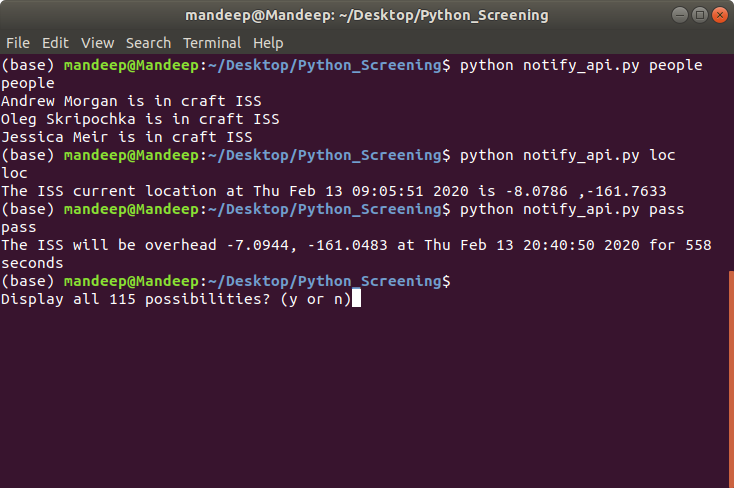 mandeep@Mandeep: ~/Desktop/Python_Screening
File Edit View Search Terminal Help
(base) mandeep@Mandeep:~/Desktop/Python_Screening$ python notify_api.py people
people
Andrew Morgan is in craft ISS
Oleg Skripochka is in craft ISS
Jessica Meir is in craft ISS
(base) mandeep@Mandeep:~/Desktop/Python_Screening$ python notify_api.py loc
loc
The ISS current location at Thu Feb 13 09:05:51 2020 is -8.0786 ,-161.7633
(base) mandeep@Mandeep:~/Desktop/Python_Screening$ python notify_api.py pass
pass
The ISS will be overhead -7.0944, -161.0483 at Thu Feb 13 20:40:50 2020 for 558
seconds
(base) mandeep@Mandeep:~/Desktop/Python_Screening$
Display all 115 possibilities? (y or n)